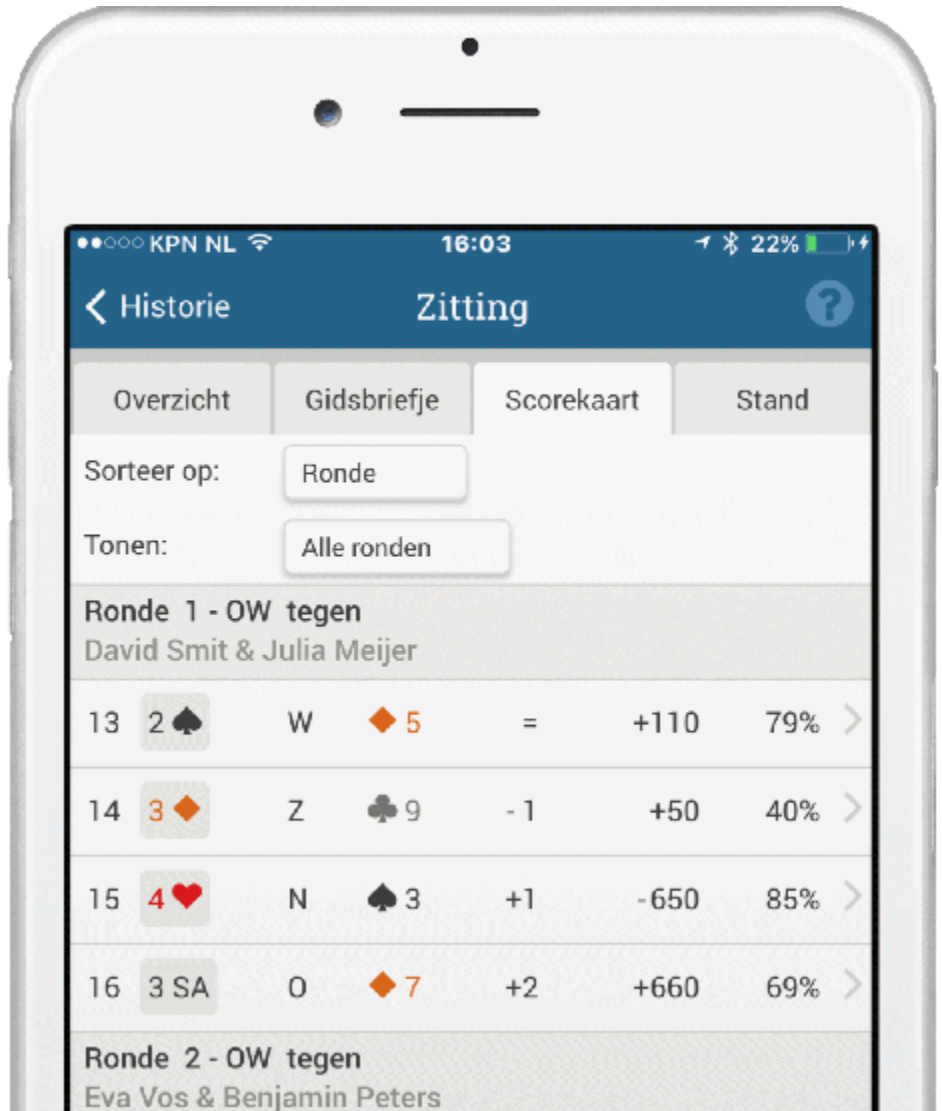 KPN NL 16:03 22%
Historie Zitting ?
Overzicht Gidsbriefje Scorekaart Stand
Sorteer op: Ronde
Tonen: Alle ronden
Ronde 1 - OW tegen
David Smit & Julia Meijer
13 2♠ W ♦ 5 = +110 79%
14 3♦ Z ♣ 9 - 1 +50 40%
15 4♥ N ♠ 3 +1 -650 85%
16 3 SA O ♦ 7 +2 +660 69%
Ronde 2 - OW tegen
Eva Vos & Benjamin Peters